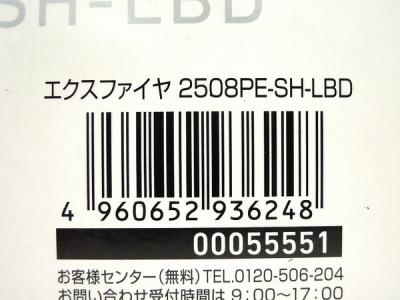 SH-LBD
エクスファイヤ 2508PE-SH-LBD
4 960652 936248
00055551
お客様センター(無料)TEL.0120-506-204
お問い合わせ受付時間は 9:00~17:00